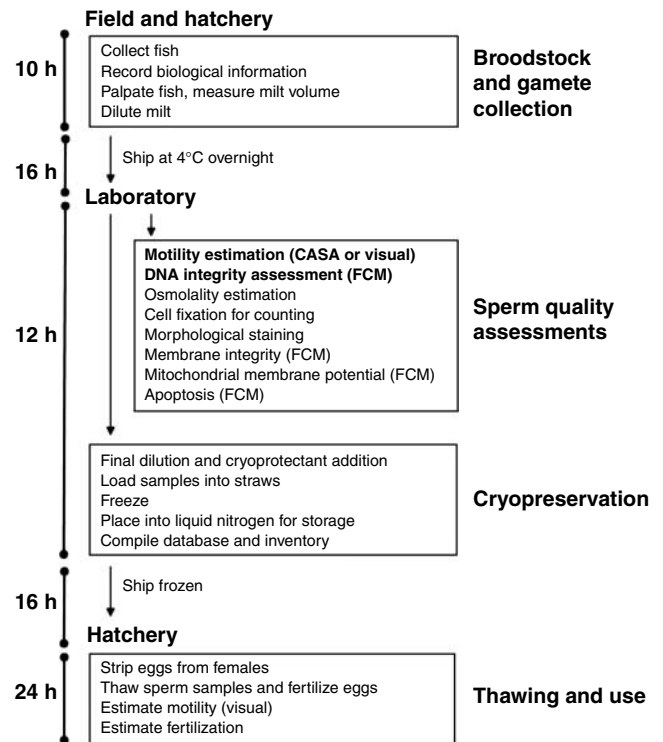 Field and hatchery
10 h
Collect fish
Record biological information
Palpate fish, measure milt volume
Dilute milt
Broodstock
and gamete
collection
16 h
Ship at 4°C overnight
Laboratory
12 h
Motility estimation (CASA or visual)
DNA integrity assessment (FCM)
Osmolality estimation
Cell fixation for counting
Morphological staining
Membrane integrity (FCM)
Mitochondrial membrane potential (FCM)
Apoptosis (FCM)
Sperm quality
assessments
Final dilution and cryoprotectant addition
Load samples into straws
Freeze
Place into liquid nitrogen for storage
Compile database and inventory
Cryopreservation
16 h
Ship frozen
Hatchery
24 h
Strip eggs from females
Thaw sperm samples and fertilize eggs
Estimate motility (visual)
Estimate fertilization
Thawing and use